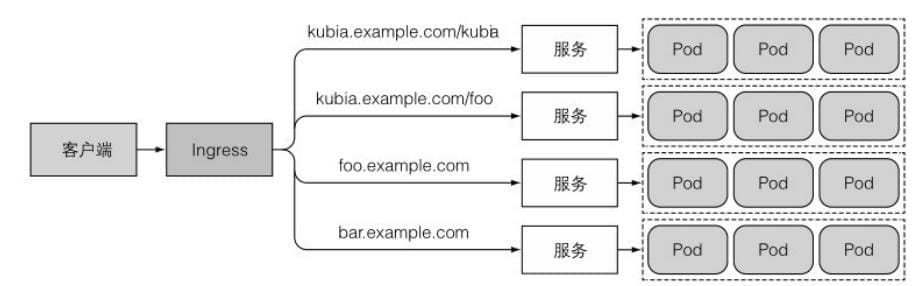 kubia.example.com/kubia
服务
Pod Pod Pod
kubia.example.com/foo
服务
Pod Pod Pod
客户端
Ingress
foo.example.com
服务
Pod Pod Pod
bar.example.com
服务
Pod Pod Pod